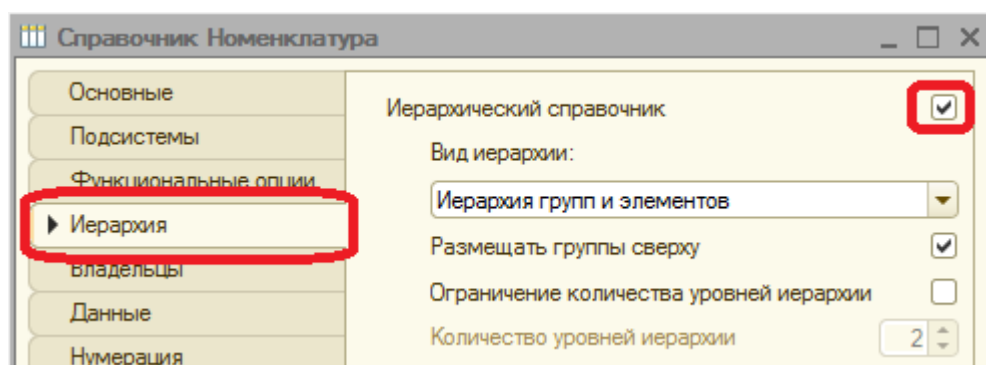 Справочник Номенклатура
Основные
Подсистемы
Функциональные опции
Иерархия
Владельцы
Данные
Нумерация
Иерархический справочник
Вид иерархии:
Иерархия групп и элементов
Размещать группы сверху
Ограничение количества уровней иерархии
Количество уровней иерархии 2